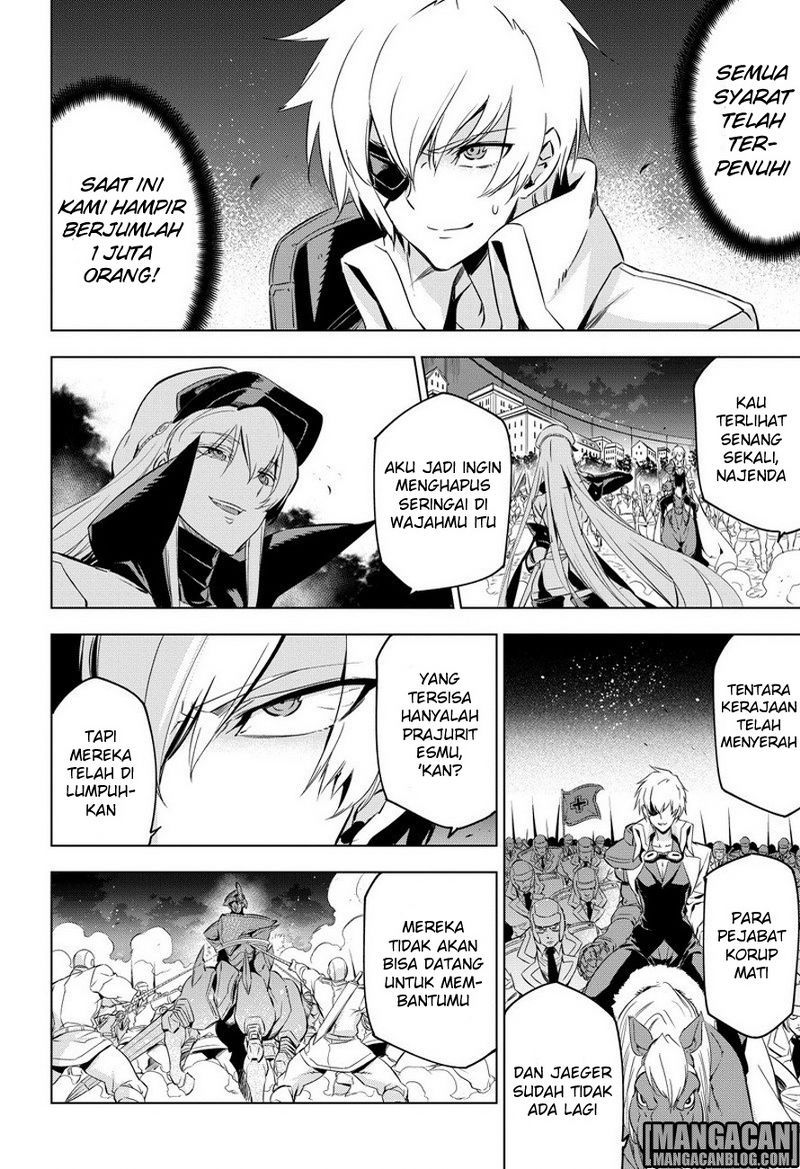 SEMUA
SYARAT
TELAH
TER-
PENUHI
SAAT INI
KAMI HAMPIR
BERJUMLAH
1 JUTA
ORANG!
KAU
TERLIHAT
SENANG
SEKALI,
NAJENDA
AKU JADI INGIN
MENGHAPUS
SERINGAI DI
WAJAHMU ITU
TENTARA
KERAJAAN
TELAH
MENYERAH
PARA
PEJABAT
KORUP
MATI
DAN JAEGER
SUDAH TIDAK
ADA LAGI
YANG
TERSISA
HANYALAH
PRAJURIT
ESMU,
'KAN?
TAPI
MEREKA
TELAH DI
LUMPUH-
KAN
MEREKA
TIDAK AKAN
BISA DATANG
UNTUK MEM-
BANTUMU
[MANGACAN]
MANGACANBLOG.COM